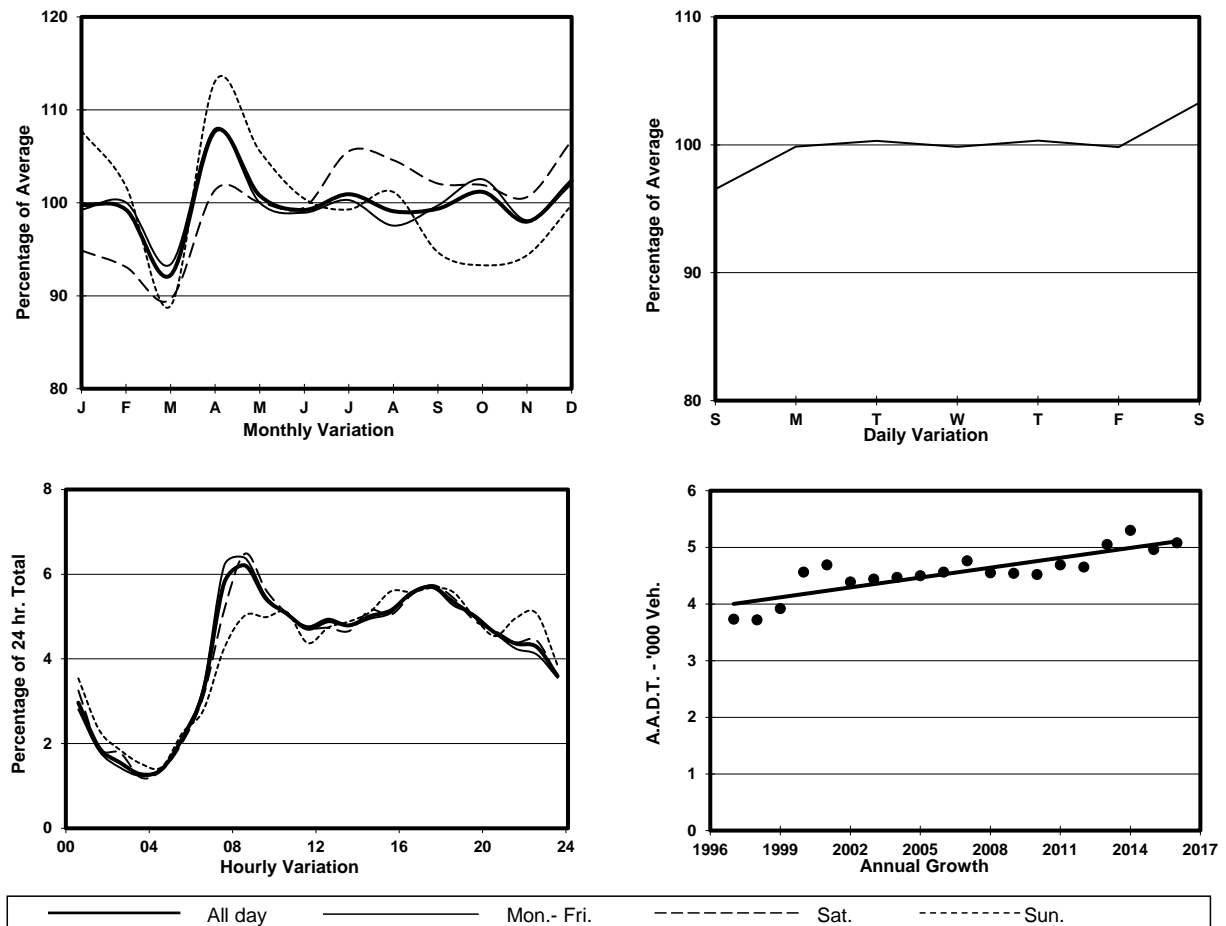 120
110
100
90
80
Percentage of Average
J F M A M J J A S O N D
Monthly Variation
110
100
90
80
Percentage of Average
S M T W T F S
Daily Variation
8
6
4
2
0
Percentage of 24 hr. Total
00 04 08 12 16 20 24
Hourly Variation
6
5
4
3
2
1
0
A.A.D.T. - '000 Veh.
1996 1999 2002 2005 2008 2011 2014 2017
Annual Growth
All day Mon.- Fri. Sat. Sun.